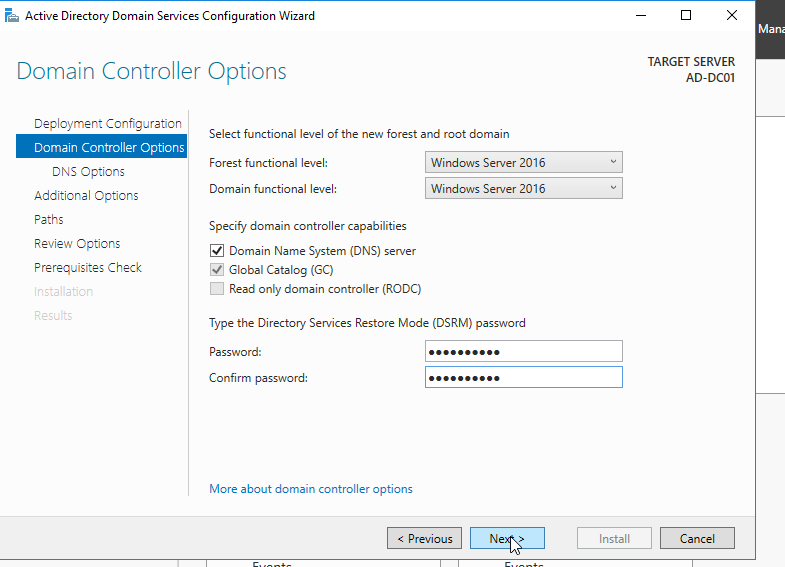 Active Directory Domain Services Configuration Wizard
Mana
Domain Controller Options
TARGET SERVER
AD-DC01
Deployment Configuration
Domain Controller Options
DNS Options
Additional Options
Paths
Review Options
Prerequisites Check
Installation
Results
Select functional level of the new forest and root domain
Forest functional level:
Windows Server 2016
Domain functional level:
Windows Server 2016
Specify domain controller capabilities
Domain Name System (DNS) server
Global Catalog (GC)
Read only domain controller (RODC)
Type the Directory Services Restore Mode (DSRM) password
Password:
●●●●●●●●●●
Confirm password:
●●●●●●●●●●
More about domain controller options
< Previous
Next >
Install
Cancel
Events
Events